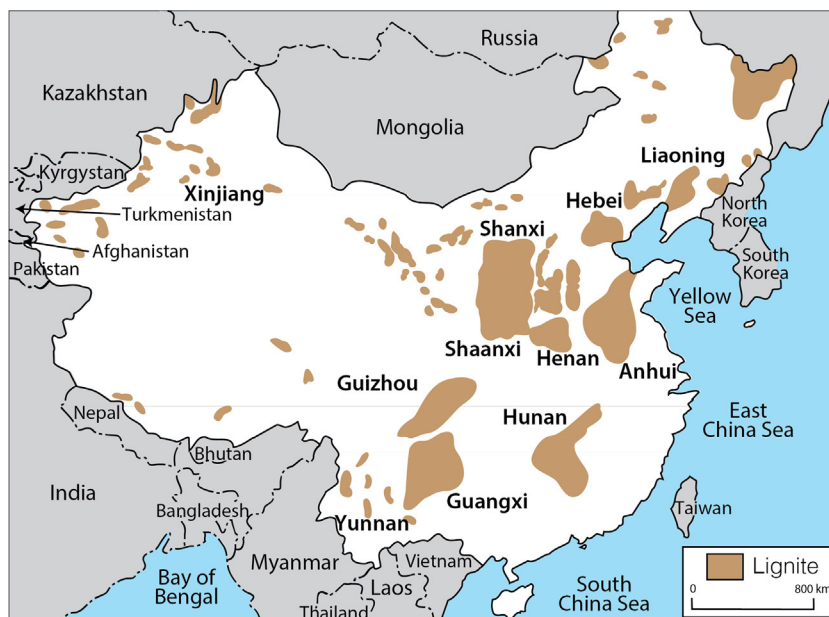 Russia
Kazakhstan
Mongolia
Liaoning
Kyrgystan
Xinjiang
Hebei
North
Korea
Turkmenistan
Shanxi
Afghanistan
South
Korea
Pakistan
Yellow
Sea
Shaanxi
Henan
Anhui
Guizhou
Nepal
Hunan
East
China Sea
Bhutan
India
Guangxi
Taiwan
Bangladesh
Yunnan
Myanmar
Vietnam
Bay of
Bengal
Laos
South
China Sea
Thailand
Lignite
0 800 km